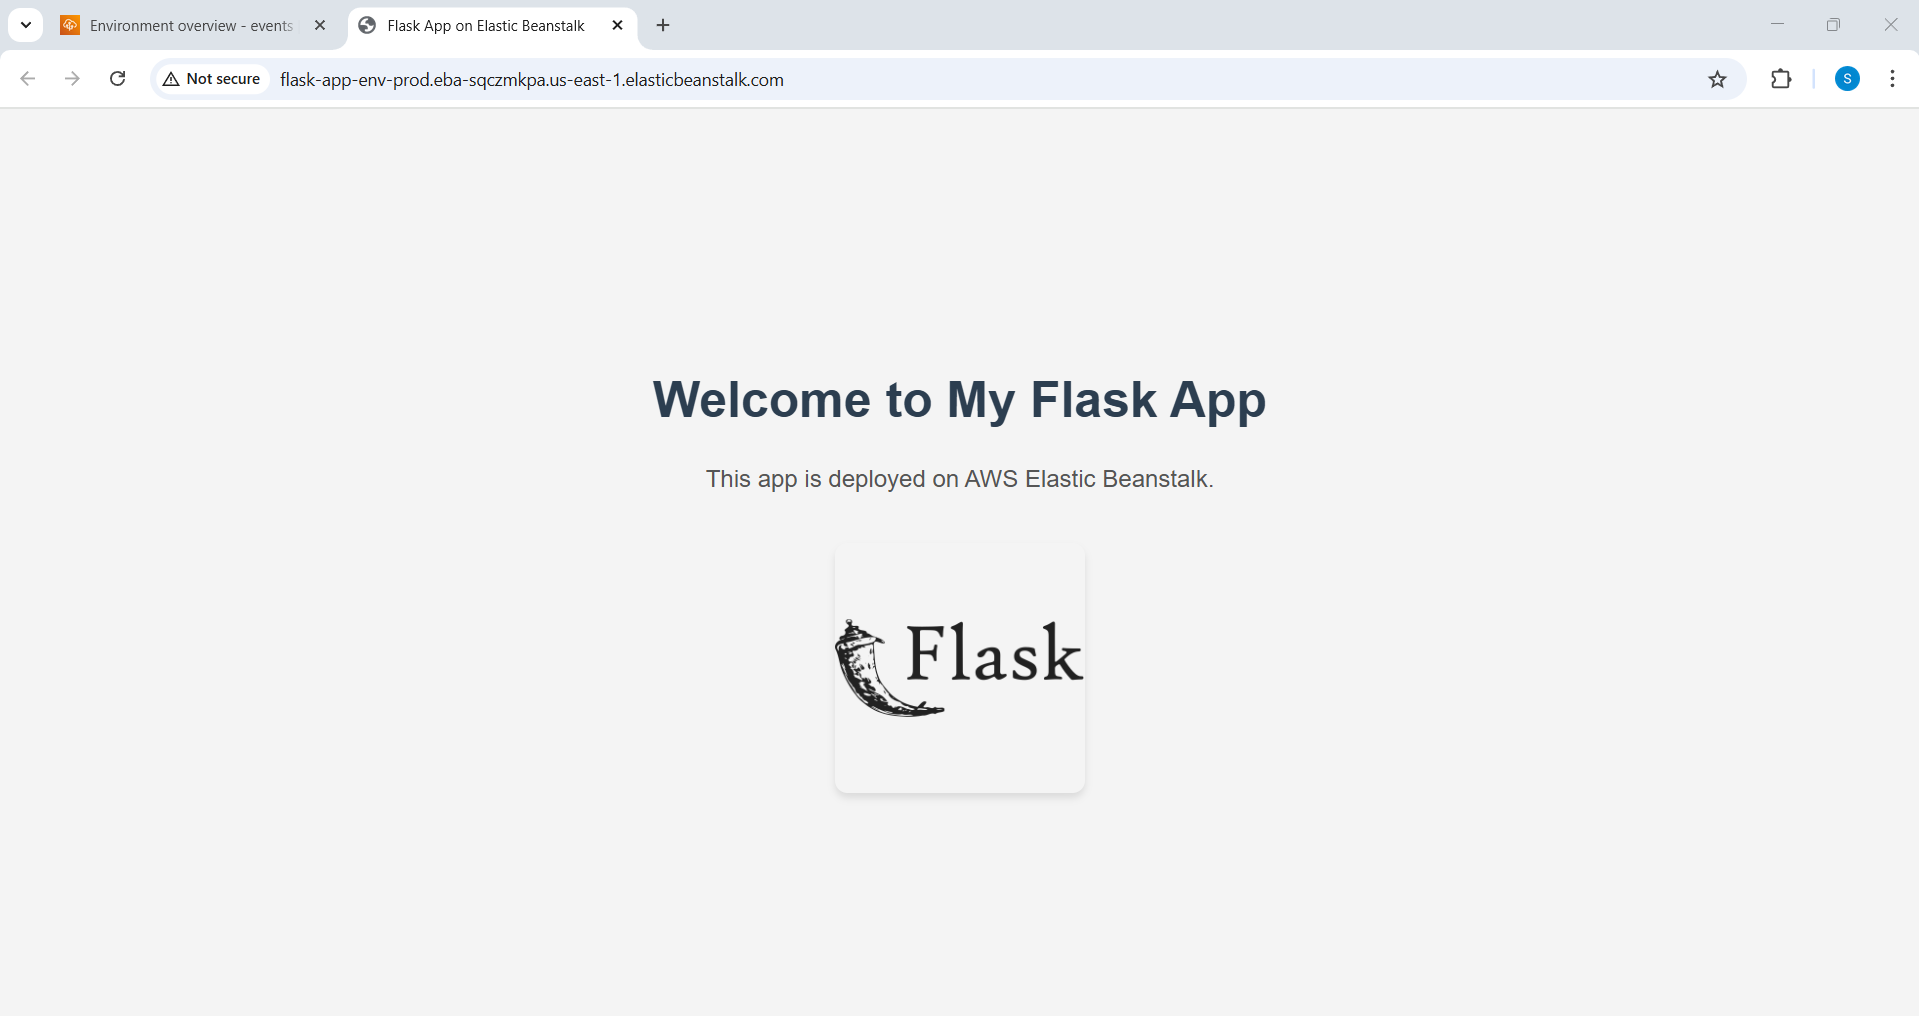 Environment overview - events
Flask App on Elastic Beanstalk
Not secure
flask-app-env-prod.eba-sqczmkpa.us-east-1.elasticbeanstalk.com
S
Welcome to My Flask App
This app is deployed on AWS Elastic Beanstalk.
Flask